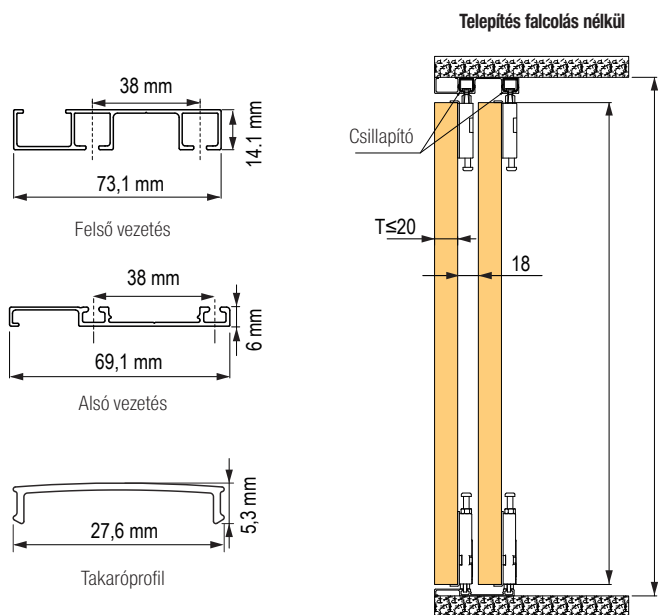 Telepítés falcolás nélkül
38 mm
14.1 mm
73,1 mm
Felső vezetés
38 mm
6 mm
69,1 mm
Alsó vezetés
5,3 mm
27,6 mm
Takaróprofil
Csillapító
T≤20
18